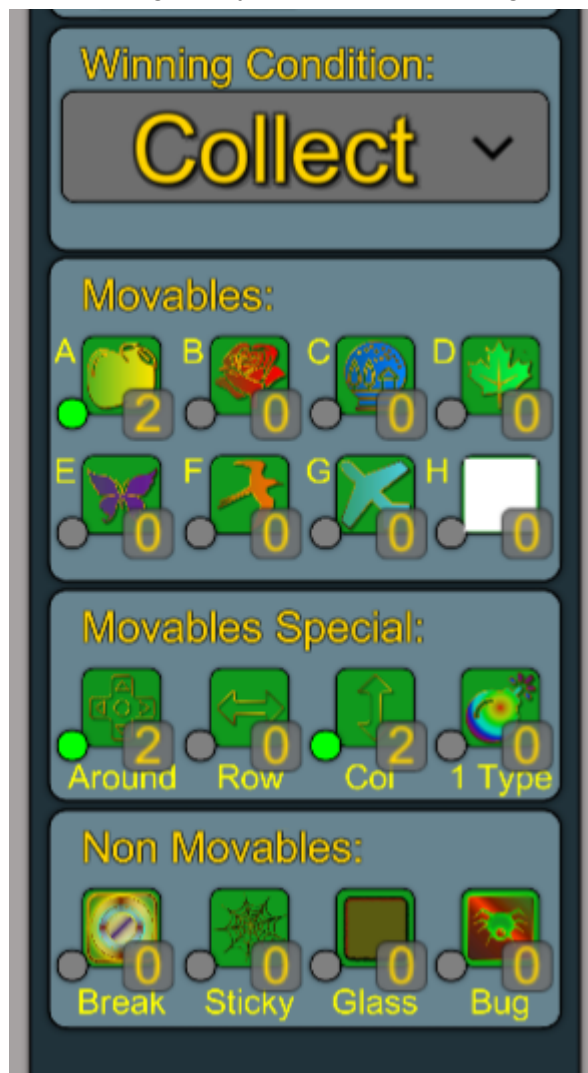 Winning Condition:
Collect
Movables:
A B C D
2 0 0 0
E F G H
0 0 0 0
Movables Special:
2 0 2 0
Around Row Col 1 Type
Non Movables:
0 0 0 0
Break Sticky Glass Bug